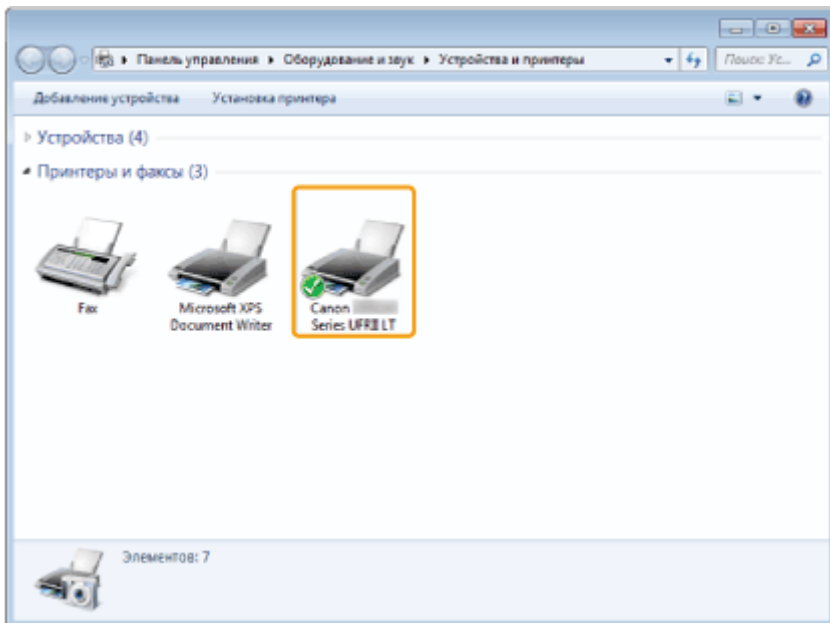 Панель управления ▸ Оборудование и звук ▸ Устройства и принтеры
Поиск: Ус...
Добавление устройства Установка принтера
Устройства (4)
Принтеры и факсы (3)
Fax
Microsoft XPS
Document Writer
Canon
Series UFRII LT
Элементов: 7